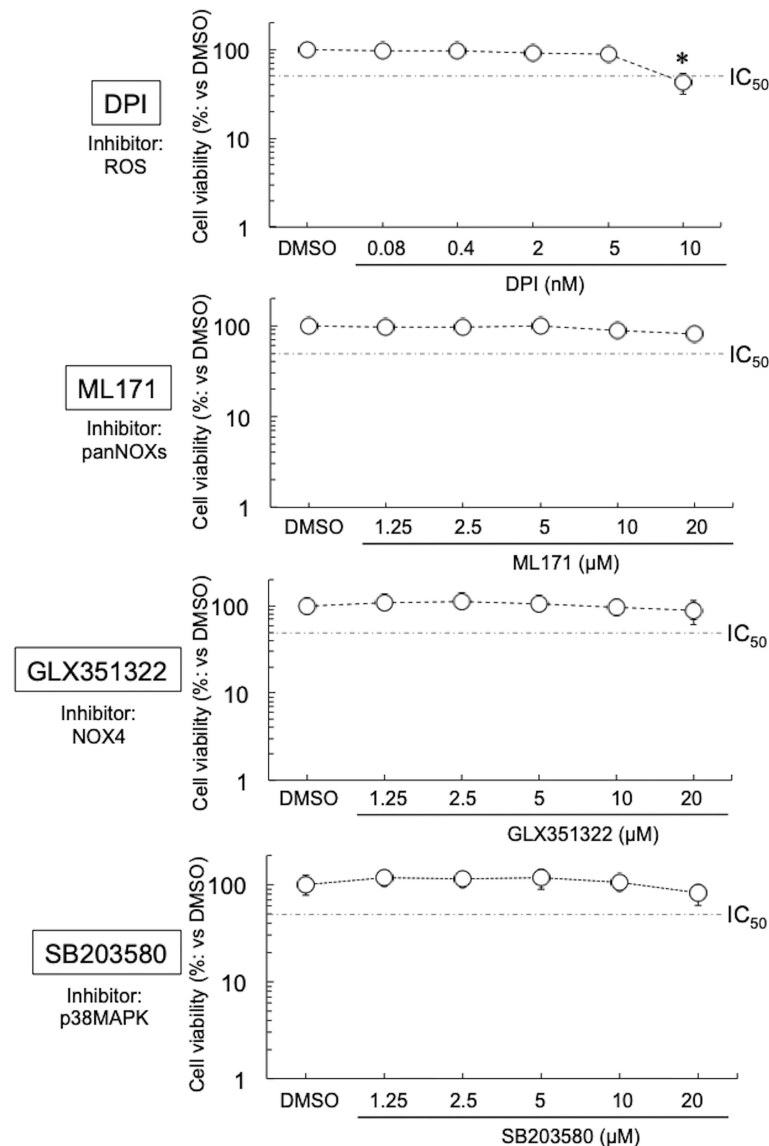 DPI
Inhibitor:
ROS
Cell viability (%: vs DMSO)
100
10
1
*
IC50
DMSO 0.08 0.4 2 5 10
DPI (nM)
ML171
Inhibitor:
panNOXs
Cell viability (%: vs DMSO)
100
10
1
IC50
DMSO 1.25 2.5 5 10 20
ML171 (µM)
GLX351322
Inhibitor:
NOX4
Cell viability (%: vs DMSO)
100
10
1
IC50
DMSO 1.25 2.5 5 10 20
GLX351322 (µM)
SB203580
Inhibitor:
p38MAPK
Cell viability (%: vs DMSO)
100
10
1
IC50
DMSO 1.25 2.5 5 10 20
SB203580 (µM)